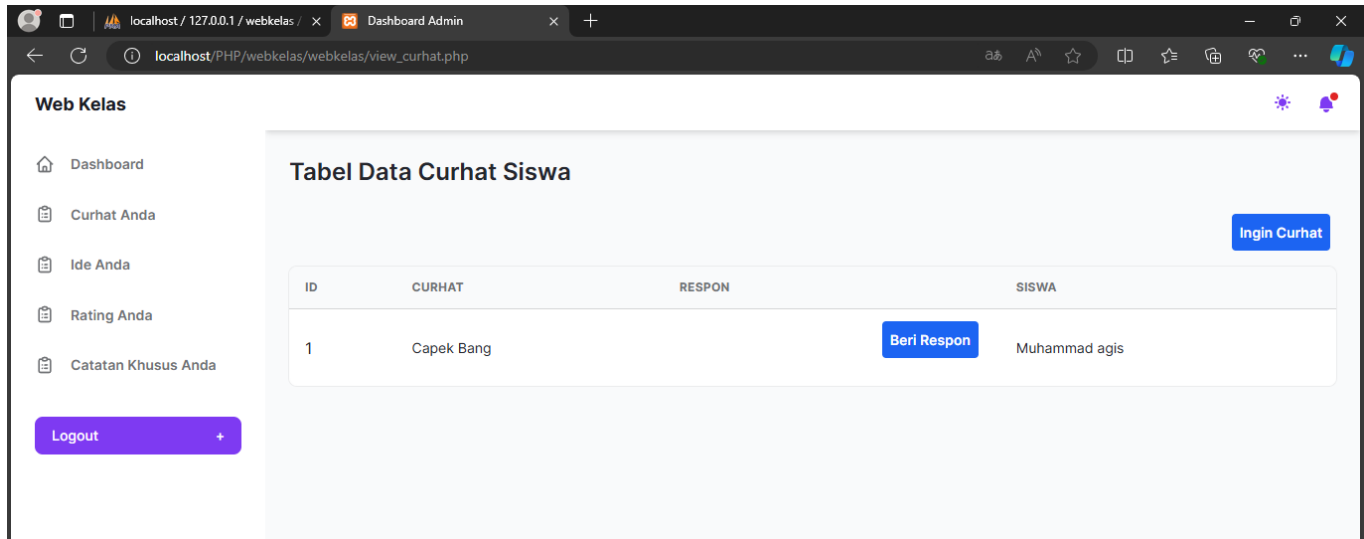 localhost / 127.0.0.1 / webkelas /
Dashboard Admin
localhost/PHP/webkelas/webkelas/view_curhat.php
Web Kelas
Dashboard
Curhat Anda
Ide Anda
Rating Anda
Catatan Khusus Anda
Logout +
Tabel Data Curhat Siswa
Ingin Curhat
ID CURHAT RESPON SISWA
1 Capek Bang Beri Respon Muhammad agis